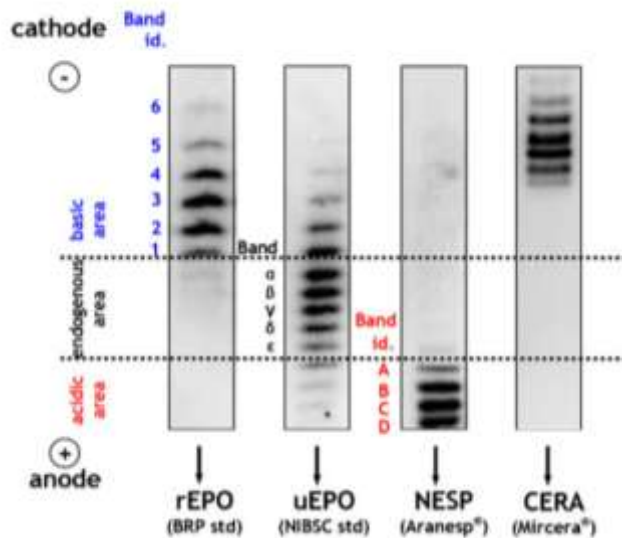 cathode
Band
id.
-
6
5
4
3
2
1
basic
area
Band
α
β
γ
δ
ε
endogenous
area
Band
id.
A
B
C
D
acidic
area
+
anode
rEPO
(BRP std)
uEPO
(NIBSC std)
NESP
(Aranesp®)
CERA
(Mircera®)